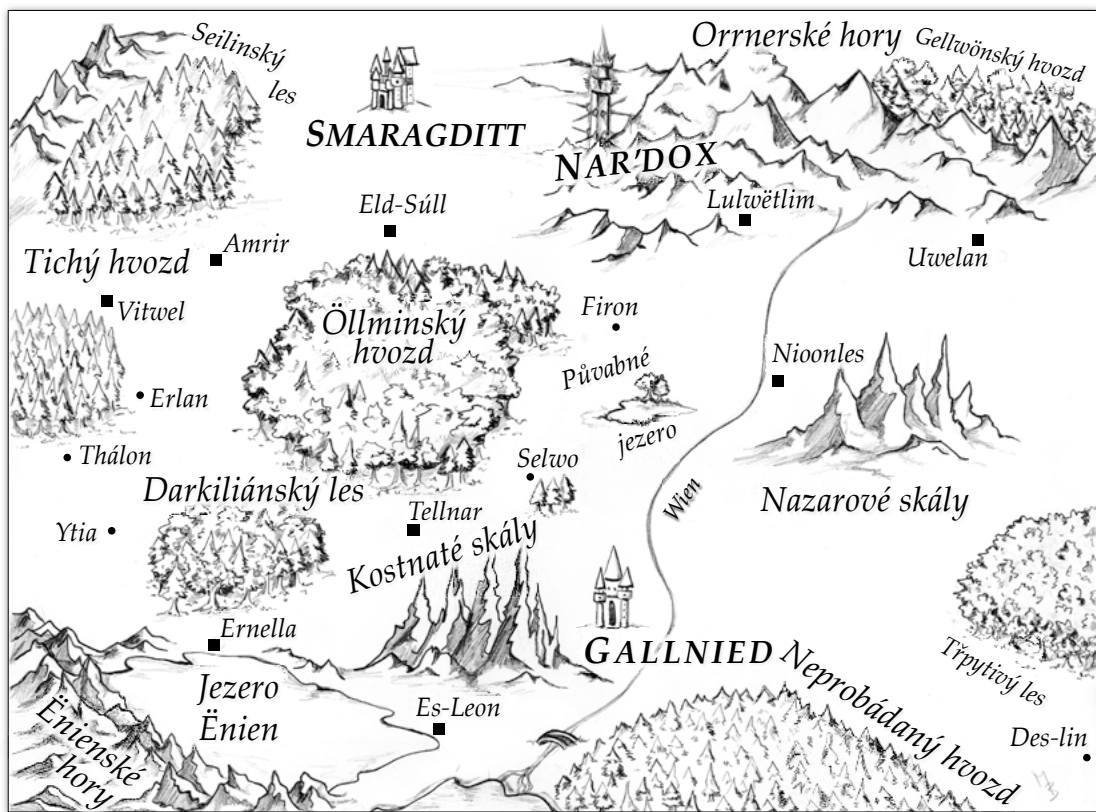 Seilinský
les
Orrnerské hory
Gellwönský hvozd
SMARAGDITT
NAR'DOX
Eld-Súll
Lulwëtlim
Tichý hvozd
Amrir
Uwelan
Vitwel
Firon
Öllminský
hvozd
Půvabné
jezero
Nioonles
Erlan
Thálon
Selwo
Darkiliánský les
Wien
Nazarové skály
Ytia
Tellnar
Kostnaté skály
Ernella
GALLNIED
Neprobádaný hvozd
Třpytivý les
Jezero
Ënien
Es-Leon
Ënienské
hory
Des-lin